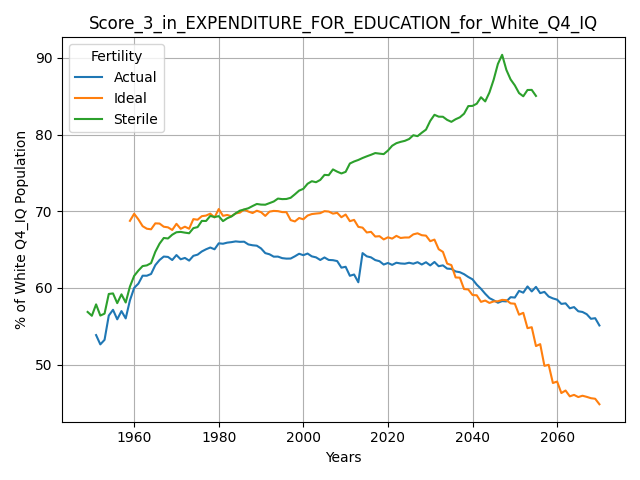 Score_3_in_EXPENDITURE_FOR_EDUCATION_for_White_Q4_IQ
Fertility
Actual
Ideal
Sterile
% of White Q4_IQ Population
90
80
70
60
50
1960
1980
2000
2020
2040
2060
Years